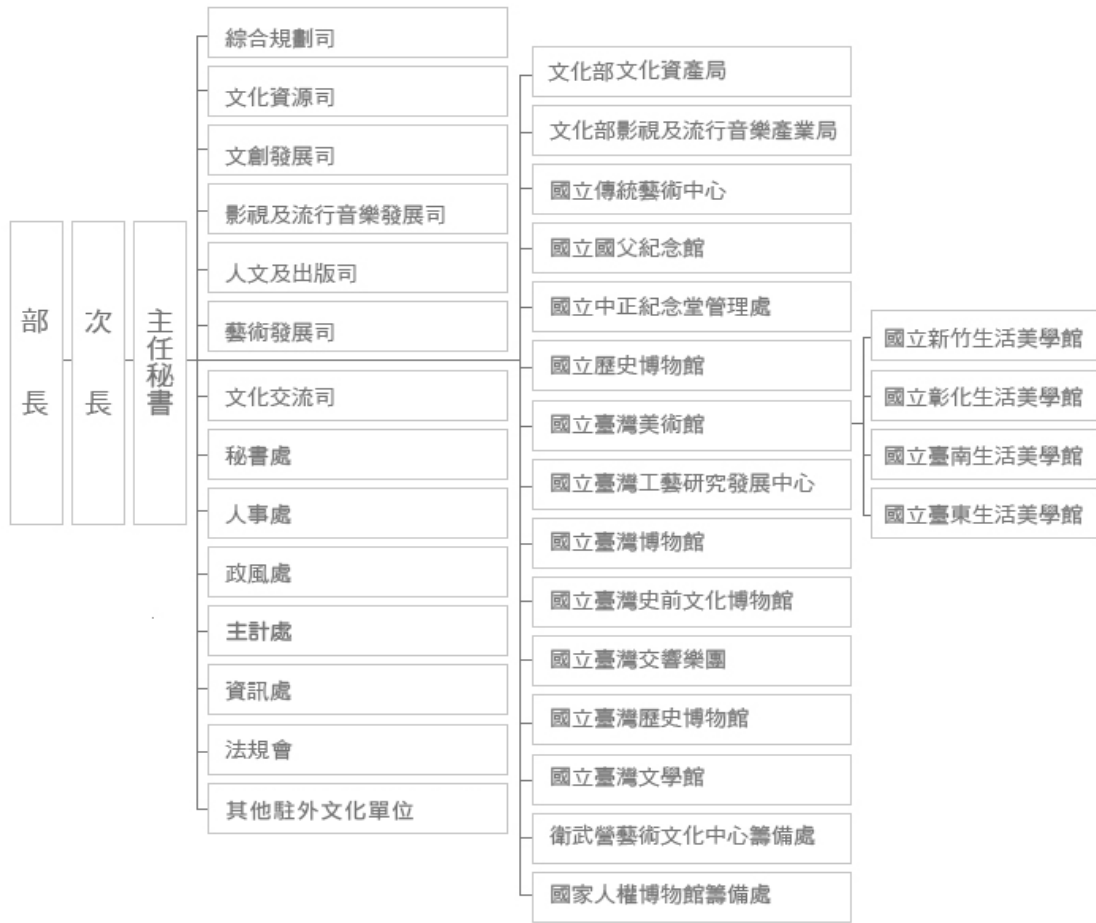 部長
次長
主任秘書
綜合規劃司
文化資源司
文創發展司
影視及流行音樂發展司
人文及出版司
藝術發展司
文化交流司
秘書處
人事處
政風處
主計處
資訊處
法規會
其他駐外文化單位
文化部文化資產局
文化部影視及流行音樂產業局
國立傳統藝術中心
國立國父紀念館
國立中正紀念堂管理處
國立歷史博物館
國立臺灣美術館
國立臺灣工藝研究發展中心
國立臺灣博物館
國立臺灣史前文化博物館
國立臺灣交響樂團
國立臺灣歷史博物館
國立臺灣文學館
衛武營藝術文化中心籌備處
國家人權博物館籌備處
國立新竹生活美學館
國立彰化生活美學館
國立臺南生活美學館
國立臺東生活美學館